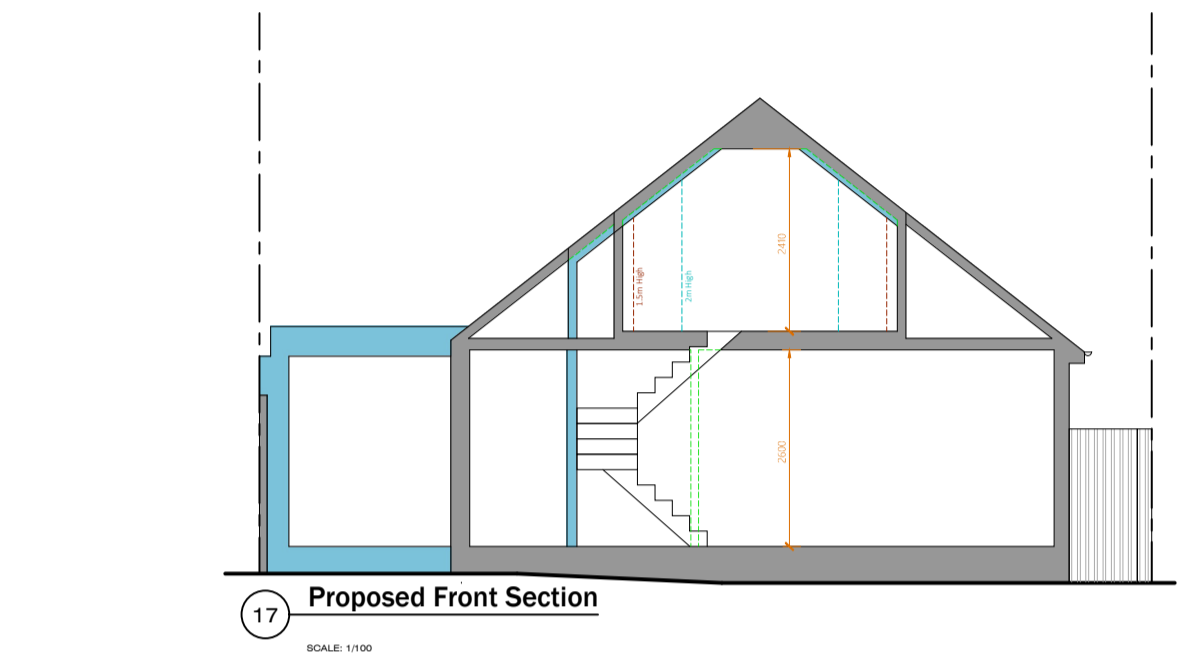 2410
1.5m High
2m High
2600
17
Proposed Front Section
SCALE: 1/100